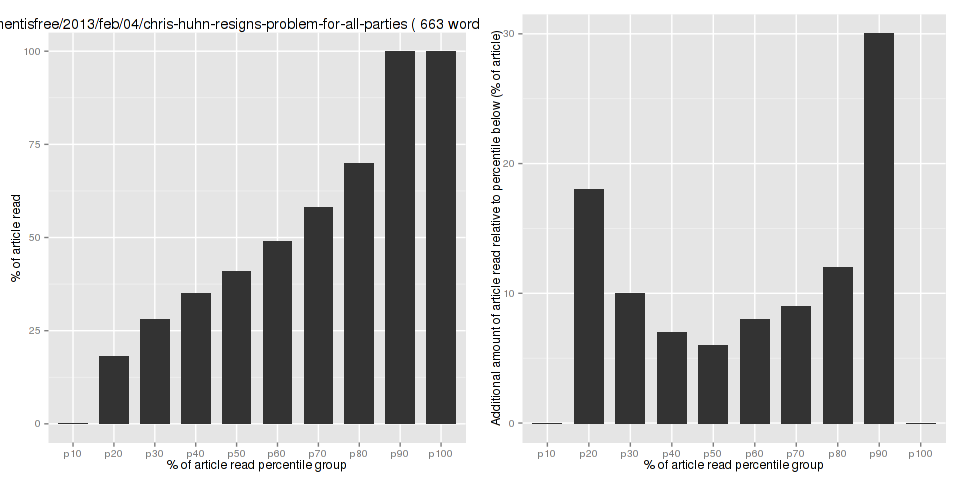 nentisfree/2013/feb/04/chris-huhn-resigns-problem-for-all-parties ( 663 word
% of article read
100
75
50
25
0
p10 p20 p30 p40 p50 p60 p70 p80 p90 p100
% of article read percentile group
Additional amount of article read relative to percentile below (% of article)
30
20
10
0
p10 p20 p30 p40 p50 p60 p70 p80 p90 p100
% of article read percentile group